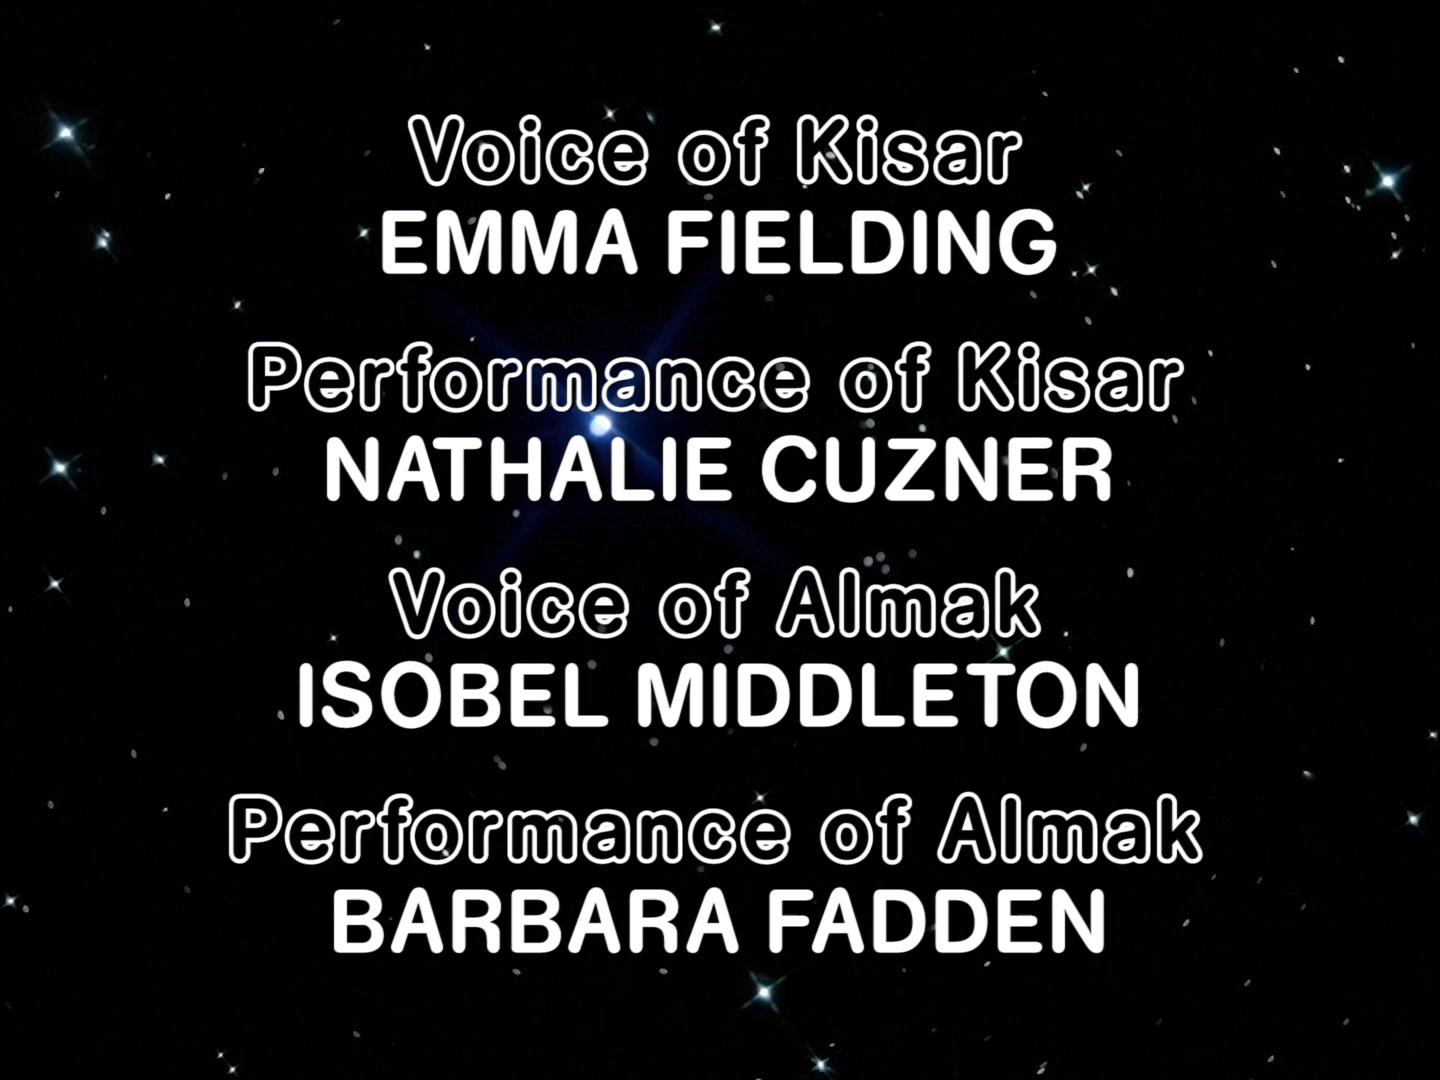 Voice of Kisar
EMMA FIELDING
Performance of Kisar
NATHALIE CUZNER
Voice of Almak
ISOBEL MIDDLETON
Performance of Almak
BARBARA FADDEN